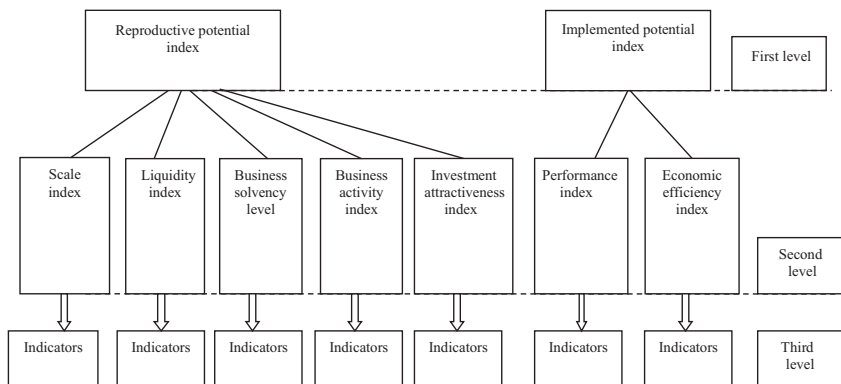 Reproductive potential
index
Implemented potential
index
First level
Scale
index
Liquidity
index
Business
solvency
level
Business
activity
index
Investment
attractiveness
index
Performance
index
Economic
efficiency
index
Second
level
Indicators
Indicators
Indicators
Indicators
Indicators
Indicators
Indicators
Third
level